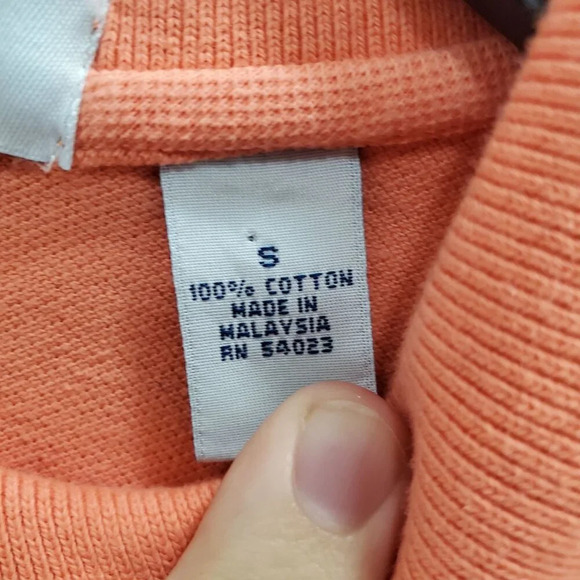 S
100% COTTON
MADE IN
MALAYSIA
RN 54023